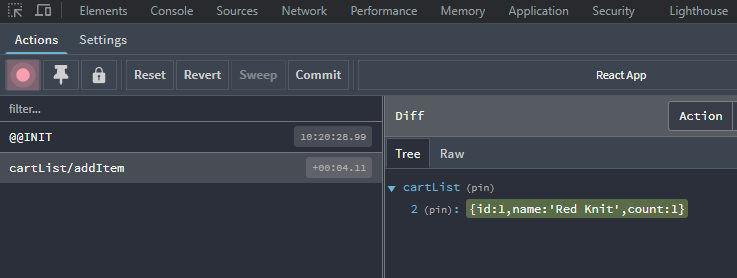 Elements Console Sources Network Performance Memory Application Security Lighthouse
Actions Settings
Reset Revert Sweep Commit React App
filter...
Diff Action
@@INIT 10:20:28.99
Tree Raw
cartList/addItem +00:04.11
cartList (pin)
2 (pin): {id:1,name:'Red Knit',count:1}